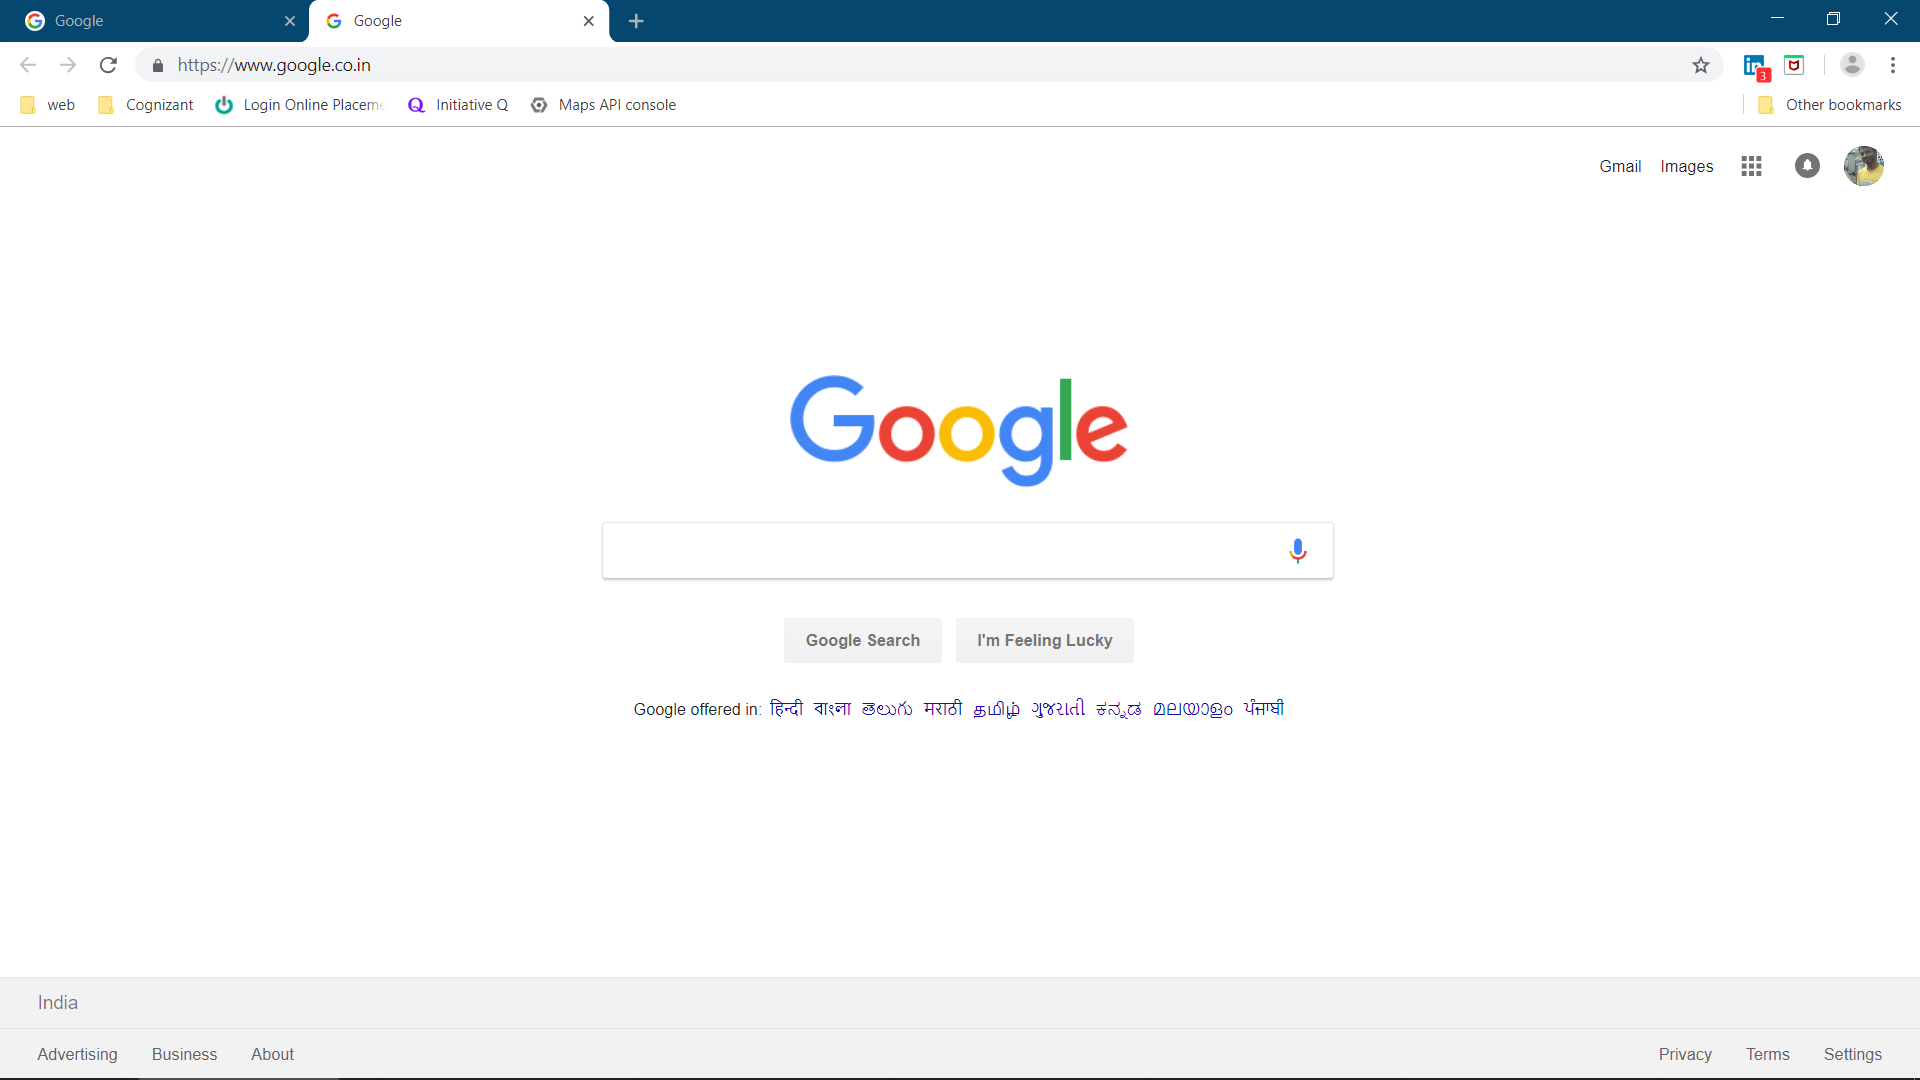 Google Google
https://www.google.co.in
3
web Cognizant Login Online Placeme Initiative Q Maps API console Other bookmarks
Gmail Images
Google
Google Search I'm Feeling Lucky
Google offered in: हिन्दी বাংলা తెలుగు मराठी தமிழ் ગુજરાતી ಕನ್ನಡ മലയാളം ਪੰਜਾਬੀ
India
Advertising Business About Privacy Terms Settings